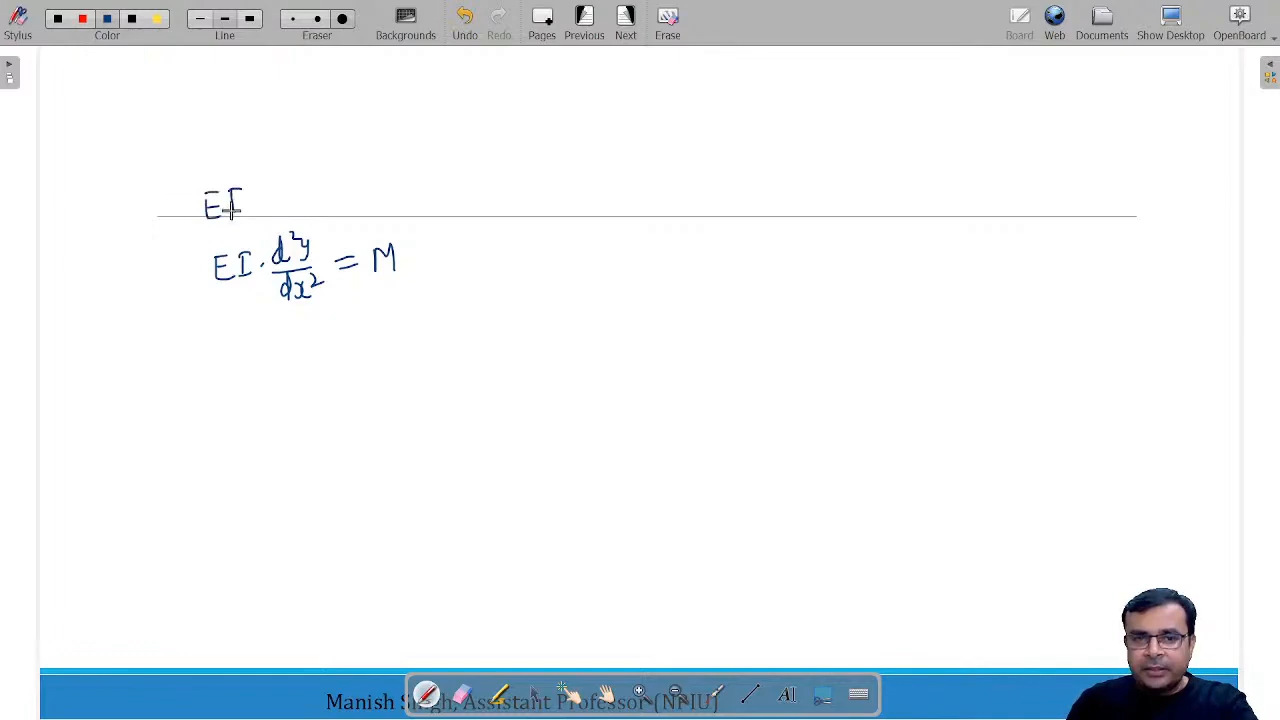 Stylus Color Line Eraser Backgrounds Undo Redo Pages Previous Next Erase Board Web Documents Show Desktop OpenBoard
EI
EI · d²y/dx² = M
Manish Singh, Assistant Professor (NPIU)